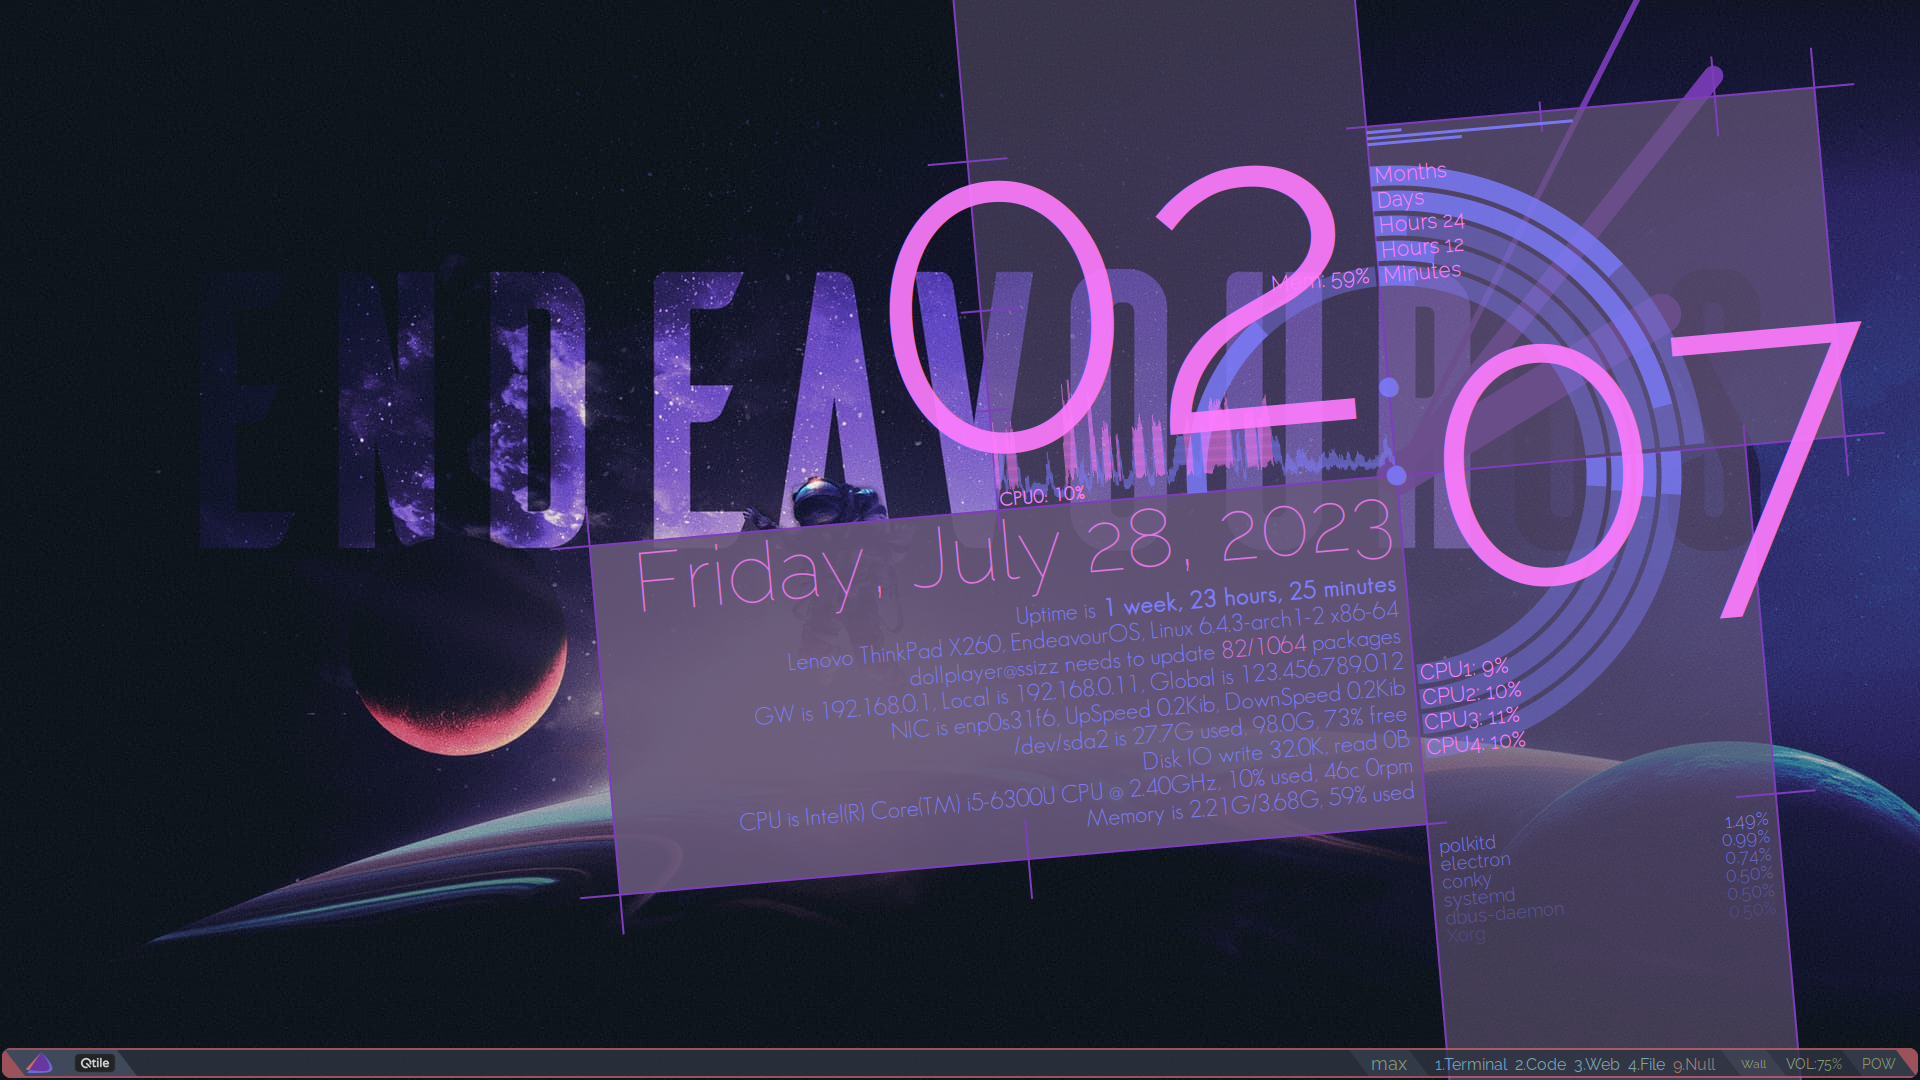 ENDEAVOUROS
02
07
Months
Days
Hours 24
Hours 12
Minutes
Mem: 59%
CPU0: 10%
Friday, July 28, 2023
Uptime is 1 week, 23 hours, 25 minutes
Lenovo ThinkPad X260, EndeavourOS, Linux 6.4.3-arch1-2 x86-64
dollplayer@ssizz needs to update 82/1064 packages
GW is 192.168.0.1, Local is 192.168.0.11, Global is 123.456.789.012
NIC is enp0s31f6, UpSpeed 0.2Kib, DownSpeed 0.2Kib
/dev/sda2 is 27.7G used, 98.0G, 73% free
Disk IO write 32.0K, read 0B
CPU is Intel(R) Core(TM) i5-6300U CPU @ 2.40GHz, 10% used, 46c 0rpm
Memory is 2.21G/3.68G, 59% used
CPU1: 9%
CPU2: 10%
CPU3: 11%
CPU4: 10%
polkitd 1.49%
electron 0.99%
conky 0.74%
systemd 0.50%
dbus-daemon 0.50%
Xorg 0.50%
Qtile
max 1.Terminal 2.Code 3.Web 4.File 9.Null Wall VOL:75% POW